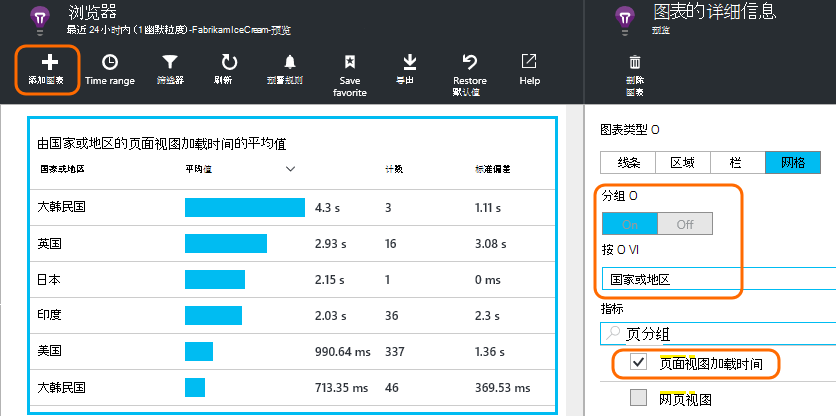 浏览器
最近 24 小时内 (1 幽默粒度) -FabrikamIceCream-预览
添加图表
Time range
筛选器
刷新
预警规则
Save
favorite
导出
Restore
默认值
Help
由国家或地区的页面视图加载时间的平均值
国家或地区 平均值 计数 标准偏差
大韩民国 4.3 s 3 1.11 s
英国 2.93 s 16 3.08 s
日本 2.15 s 1 0 ms
印度 2.03 s 36 2.3 s
美国 990.64 ms 337 1.36 s
大韩民国 713.35 ms 46 369.53 ms
图表的详细信息
预览
删除
图表
图表类型 O
线条 区域 栏 网格
分组 O
On Off
按 O VI
国家或地区
指标
页分组
页面视图加载时间
网页视图